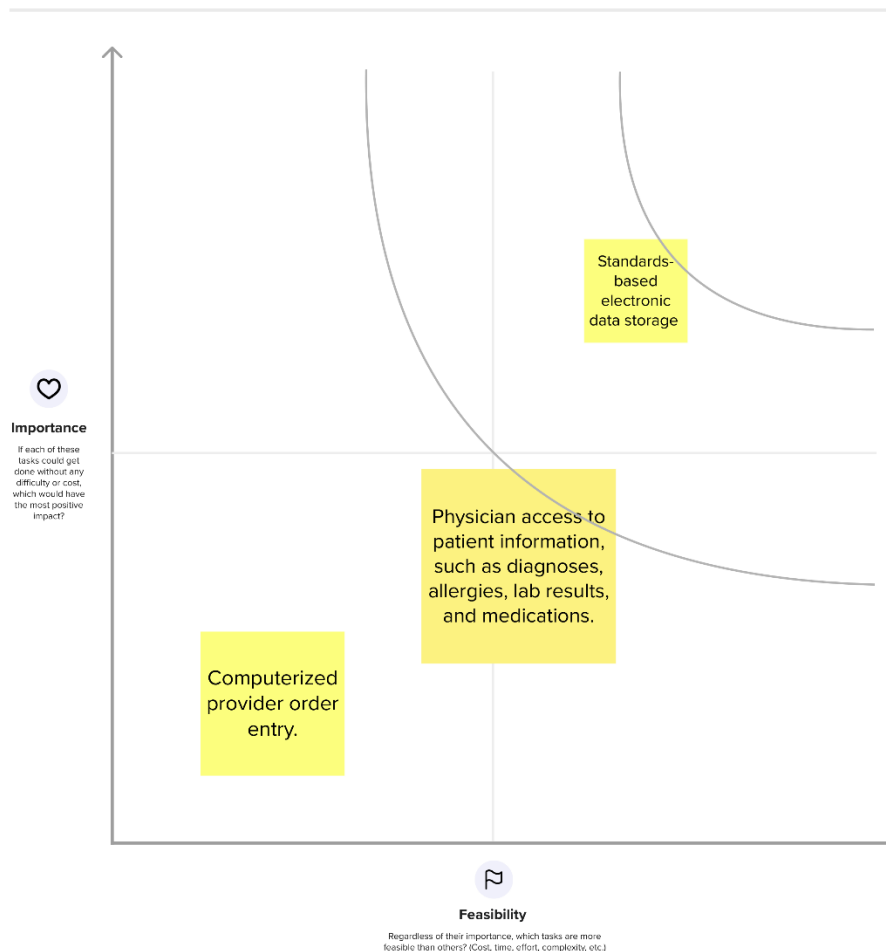 Standards-
based
electronic
data storage
Importance
If each of these
tasks could get
done without any
difficulty or cost,
which would have
the most positive
impact?
Physician access to
patient information,
such as diagnoses,
allergies, lab results,
and medications.
Computerized
provider order
entry.
Feasibility
Regardless of their importance, which tasks are more
feasible than others? (Cost, time, effort, complexity, etc.)